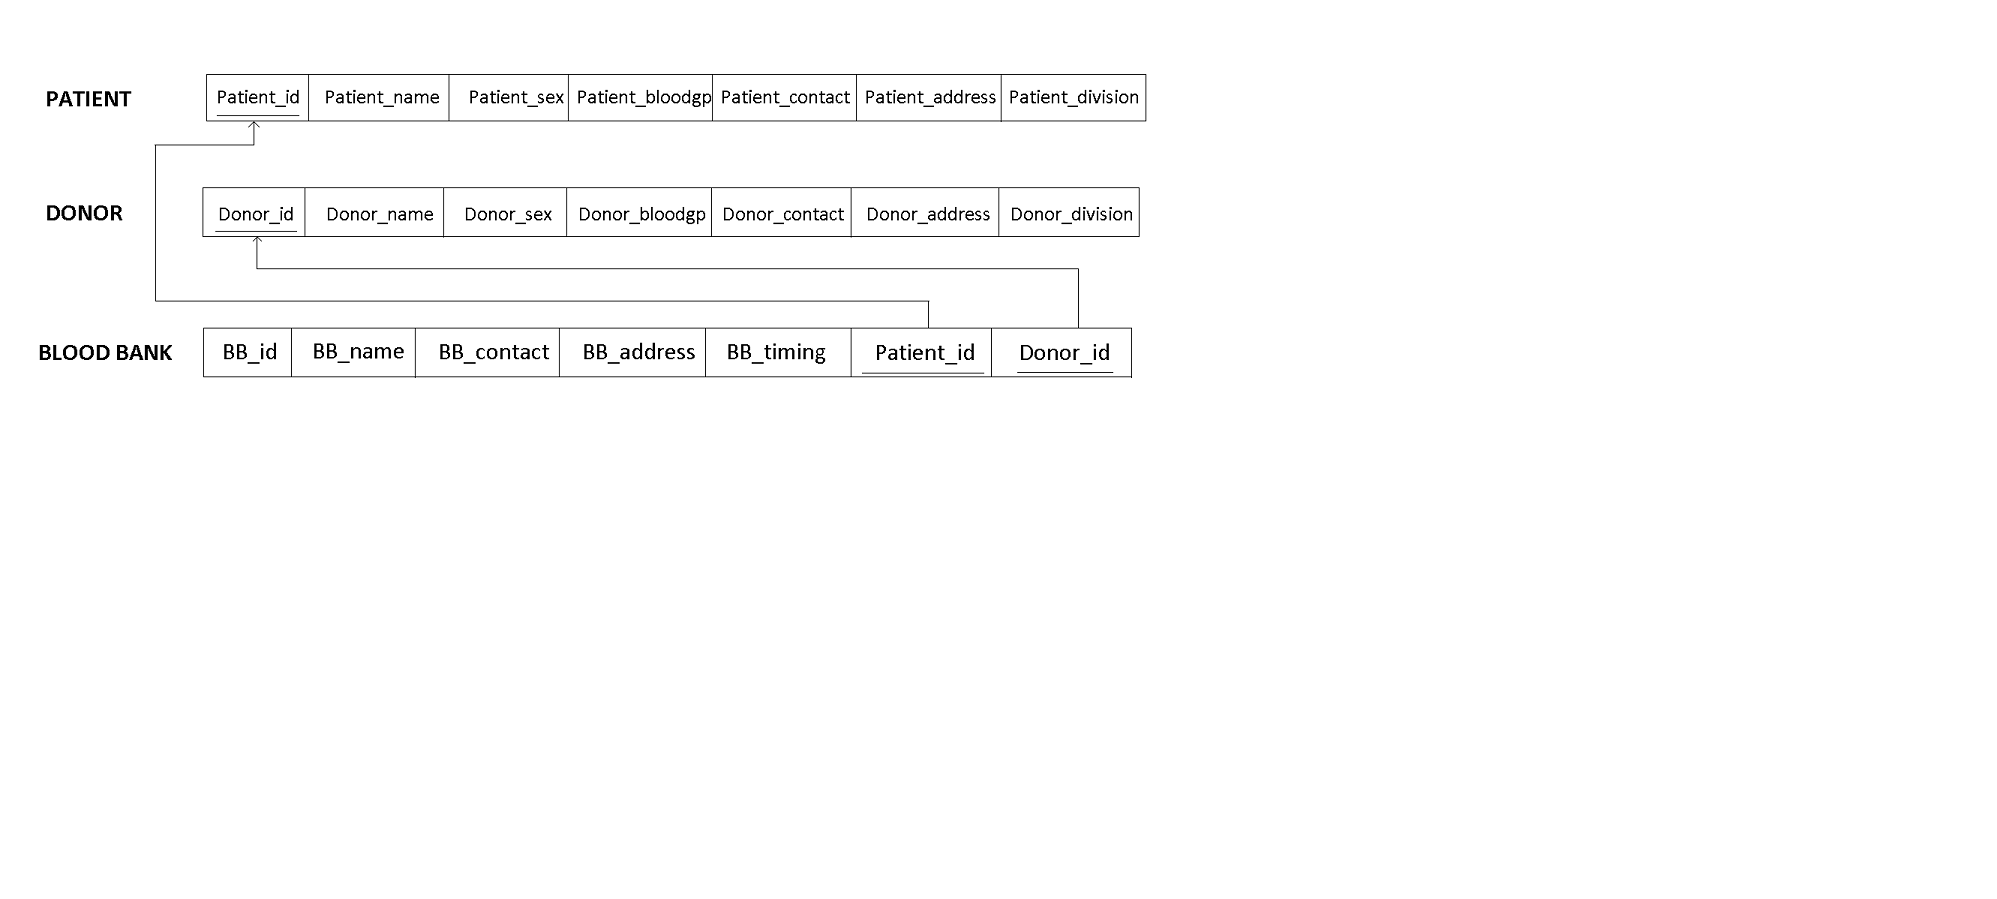 PATIENT Patient_id Patient_name Patient_sex Patient_bloodgp Patient_contact Patient_address Patient_division
DONOR Donor_id Donor_name Donor_sex Donor_bloodgp Donor_contact Donor_address Donor_division
BLOOD BANK BB_id BB_name BB_contact BB_address BB_timing Patient_id Donor_id